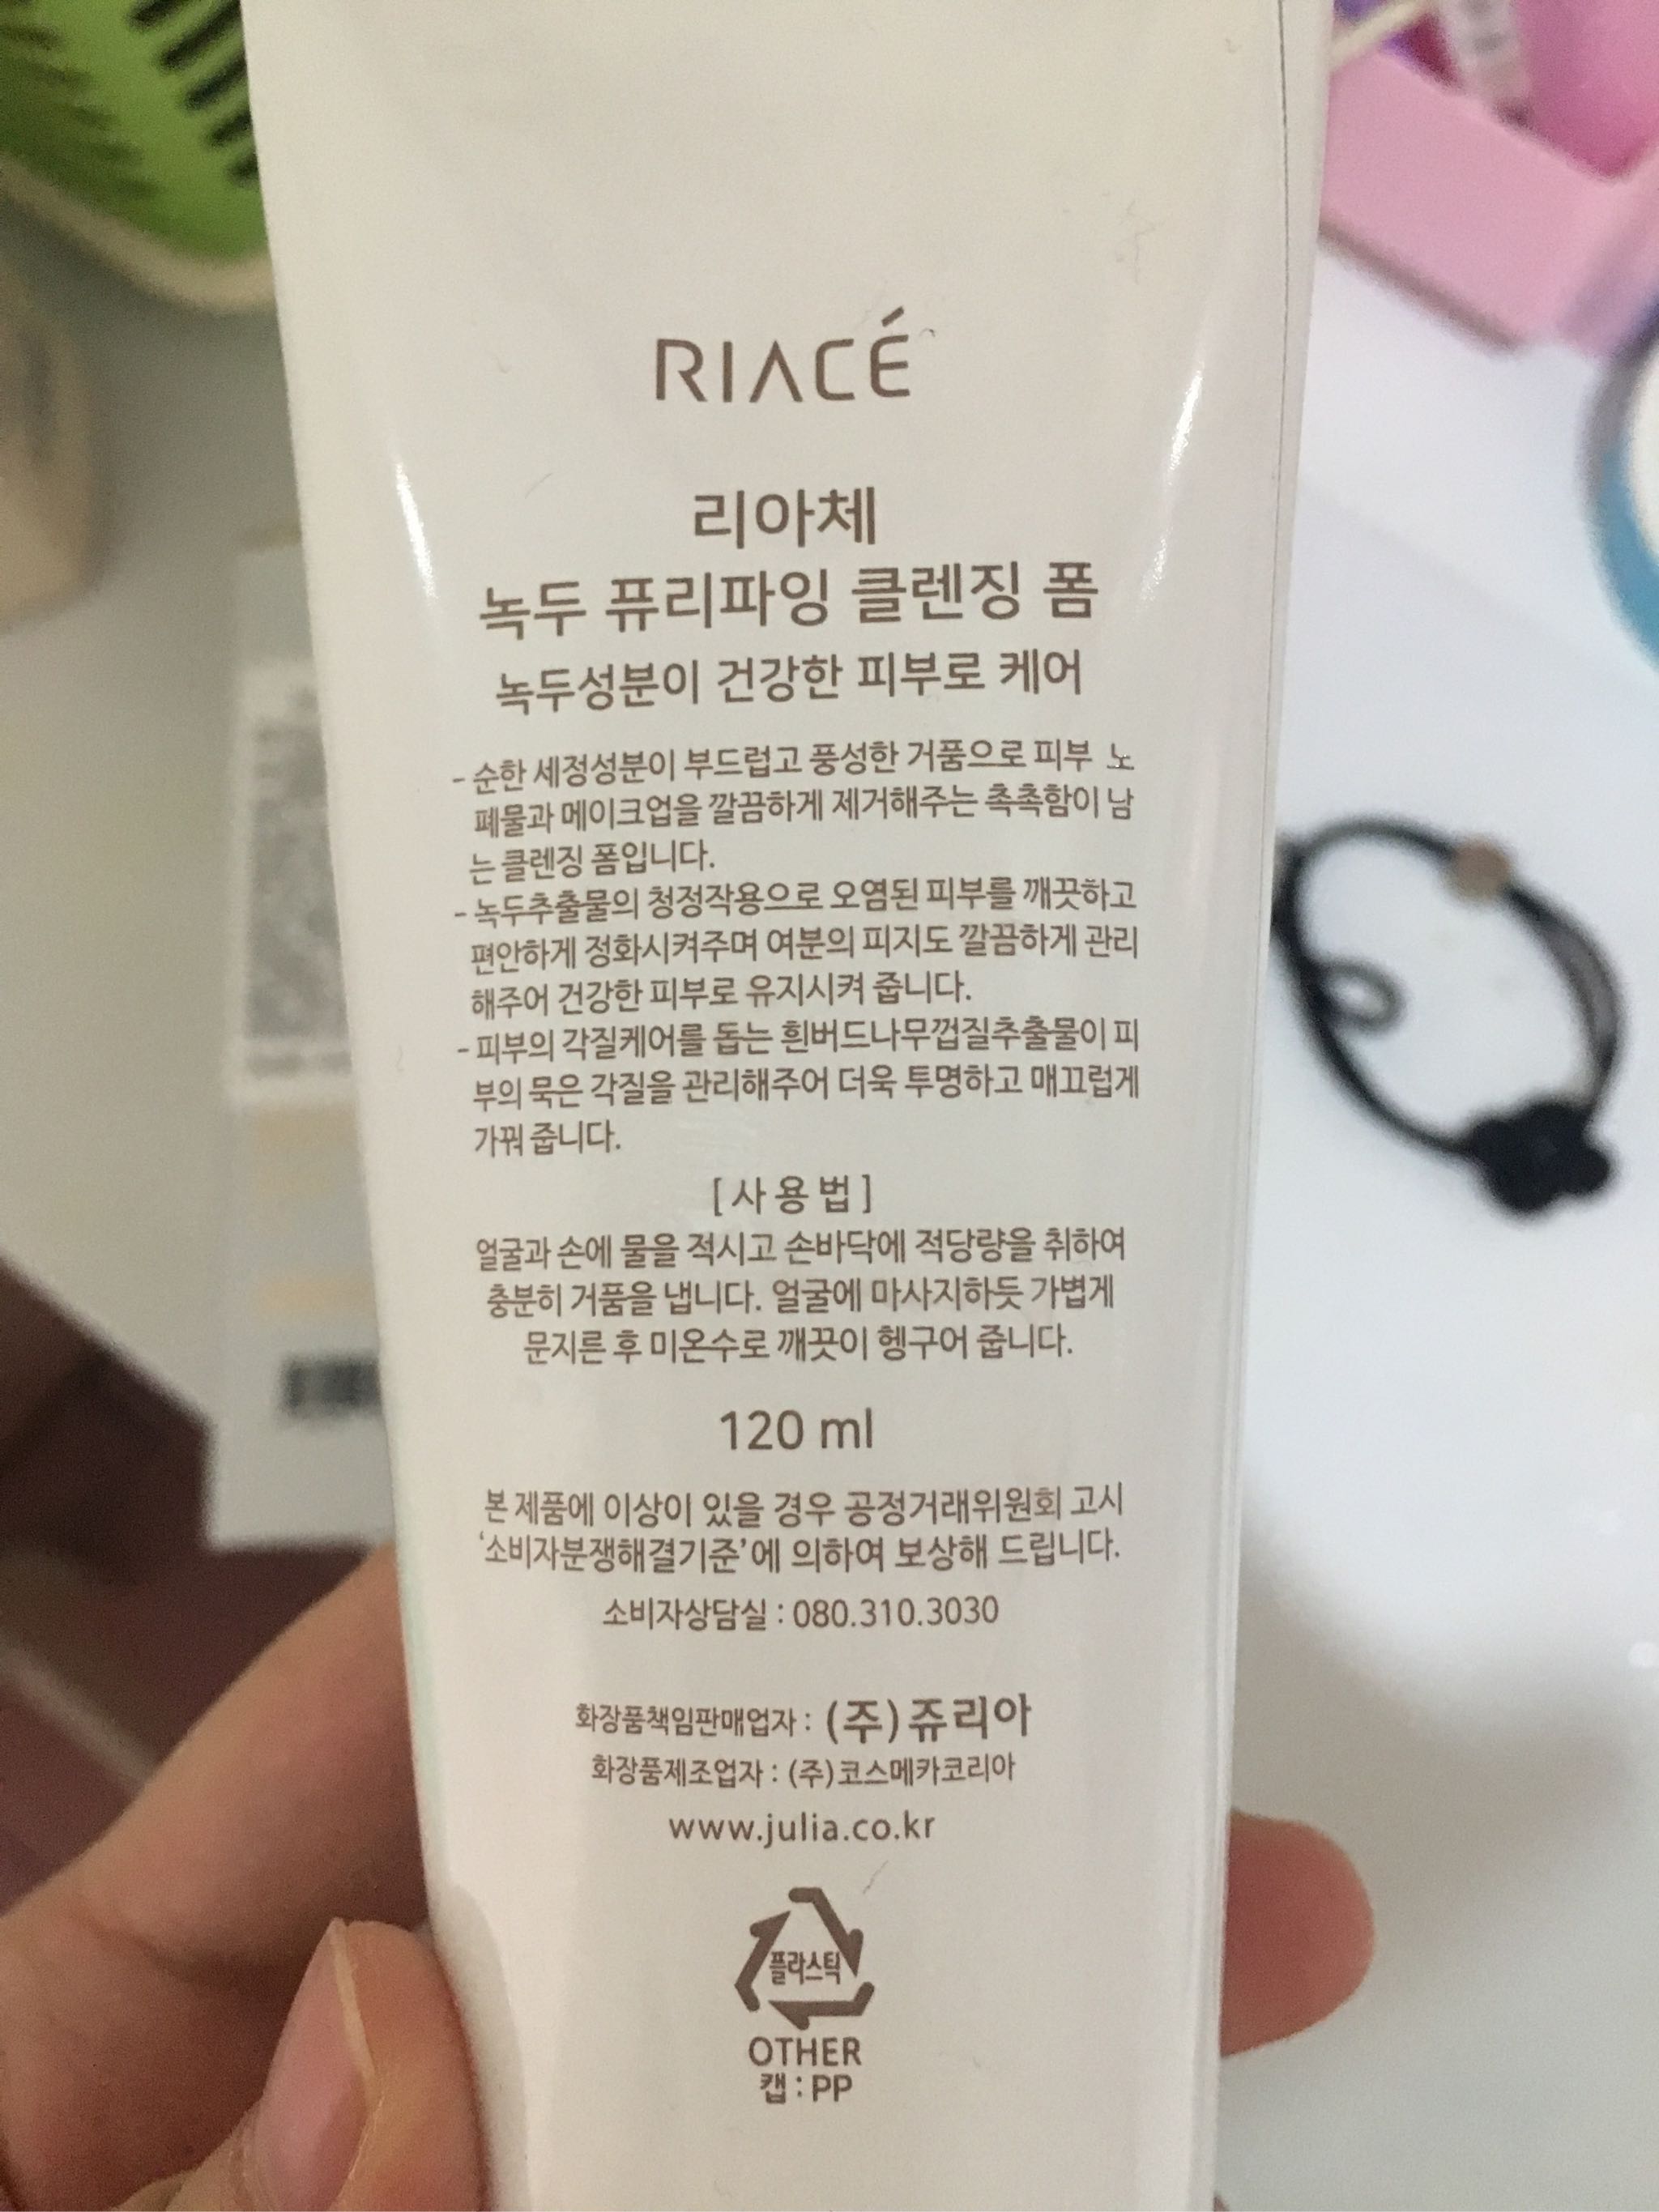 RIACÉ
리아체
녹두 퓨리파잉 클렌징 폼
녹두성분이 건강한 피부로 케어
- 순한 세정성분이 부드럽고 풍성한 거품으로 피부 노
폐물과 메이크업을 깔끔하게 제거해주는 촉촉함이 남
는 클렌징 폼입니다.
- 녹두추출물의 청정작용으로 오염된 피부를 깨끗하고
편안하게 정화시켜주며 여분의 피지도 깔끔하게 관리
해주어 건강한 피부로 유지시켜 줍니다.
- 피부의 각질케어를 돕는 흰버드나무껍질추출물이 피
부의 묵은 각질을 관리해주어 더욱 투명하고 매끄럽게
가꿔 줍니다.
[ 사 용 법 ]
얼굴과 손에 물을 적시고 손바닥에 적당량을 취하여
충분히 거품을 냅니다. 얼굴에 마사지하듯 가볍게
문지른 후 미온수로 깨끗이 헹구어 줍니다.
120 ml
본 제품에 이상이 있을 경우 공정거래위원회 고시
‘소비자분쟁해결기준’에 의하여 보상해 드립니다.
소비자상담실 : 080.310.3030
화장품책임판매업자 : (주)쥬리아
화장품제조업자 : (주)코스메카코리아
www.julia.co.kr
플라스틱
OTHER
캡 : PP